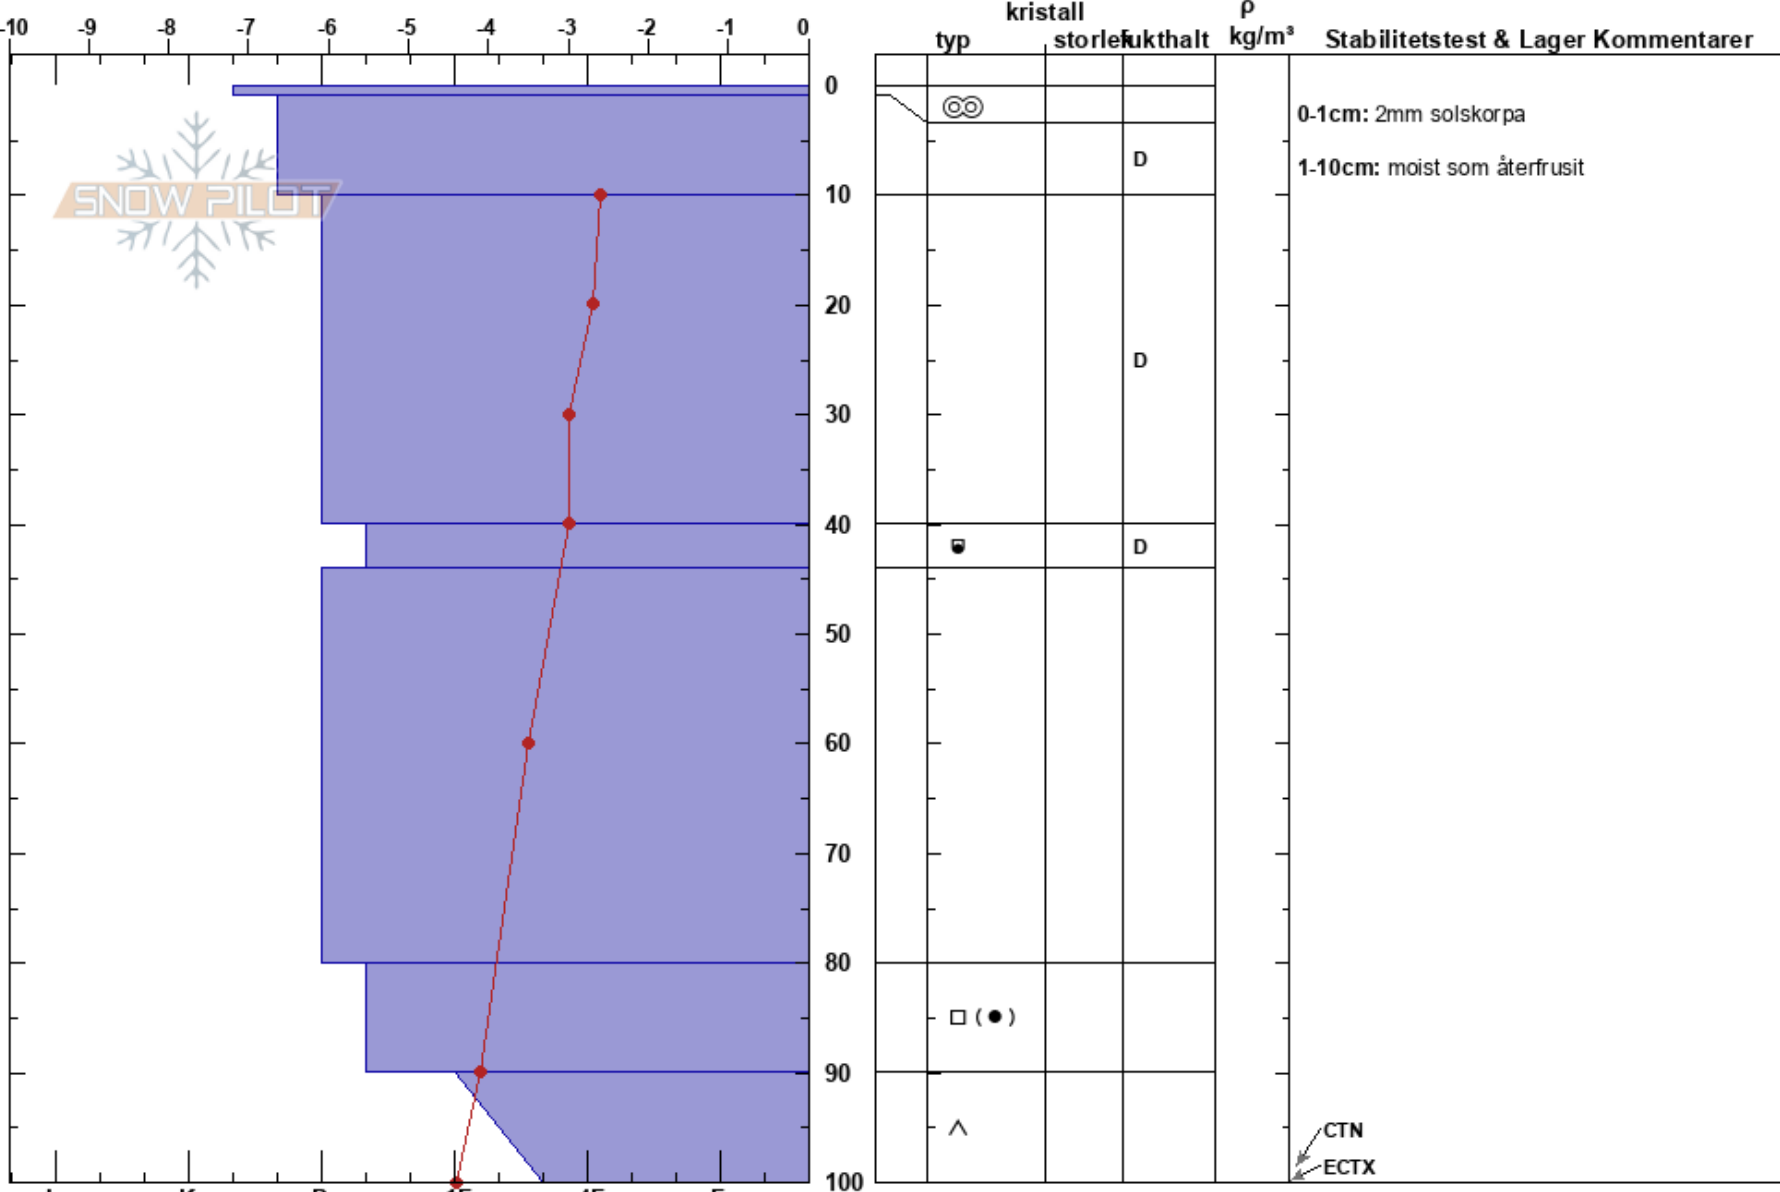 kristall ρ
-10 -9 -8 -7 -6 -5 -4 -3 -2 -1 0 typ storlek fukthalt kg/m³ Stabilitetstest & Lager Kommentarer
0
0-1cm: 2mm solskorpa
D
1-10cm: moist som återfrusit
SNOW PILOT
10
20
D
30
40
D
50
60
70
80
( )
90
CTN
ECTX
100